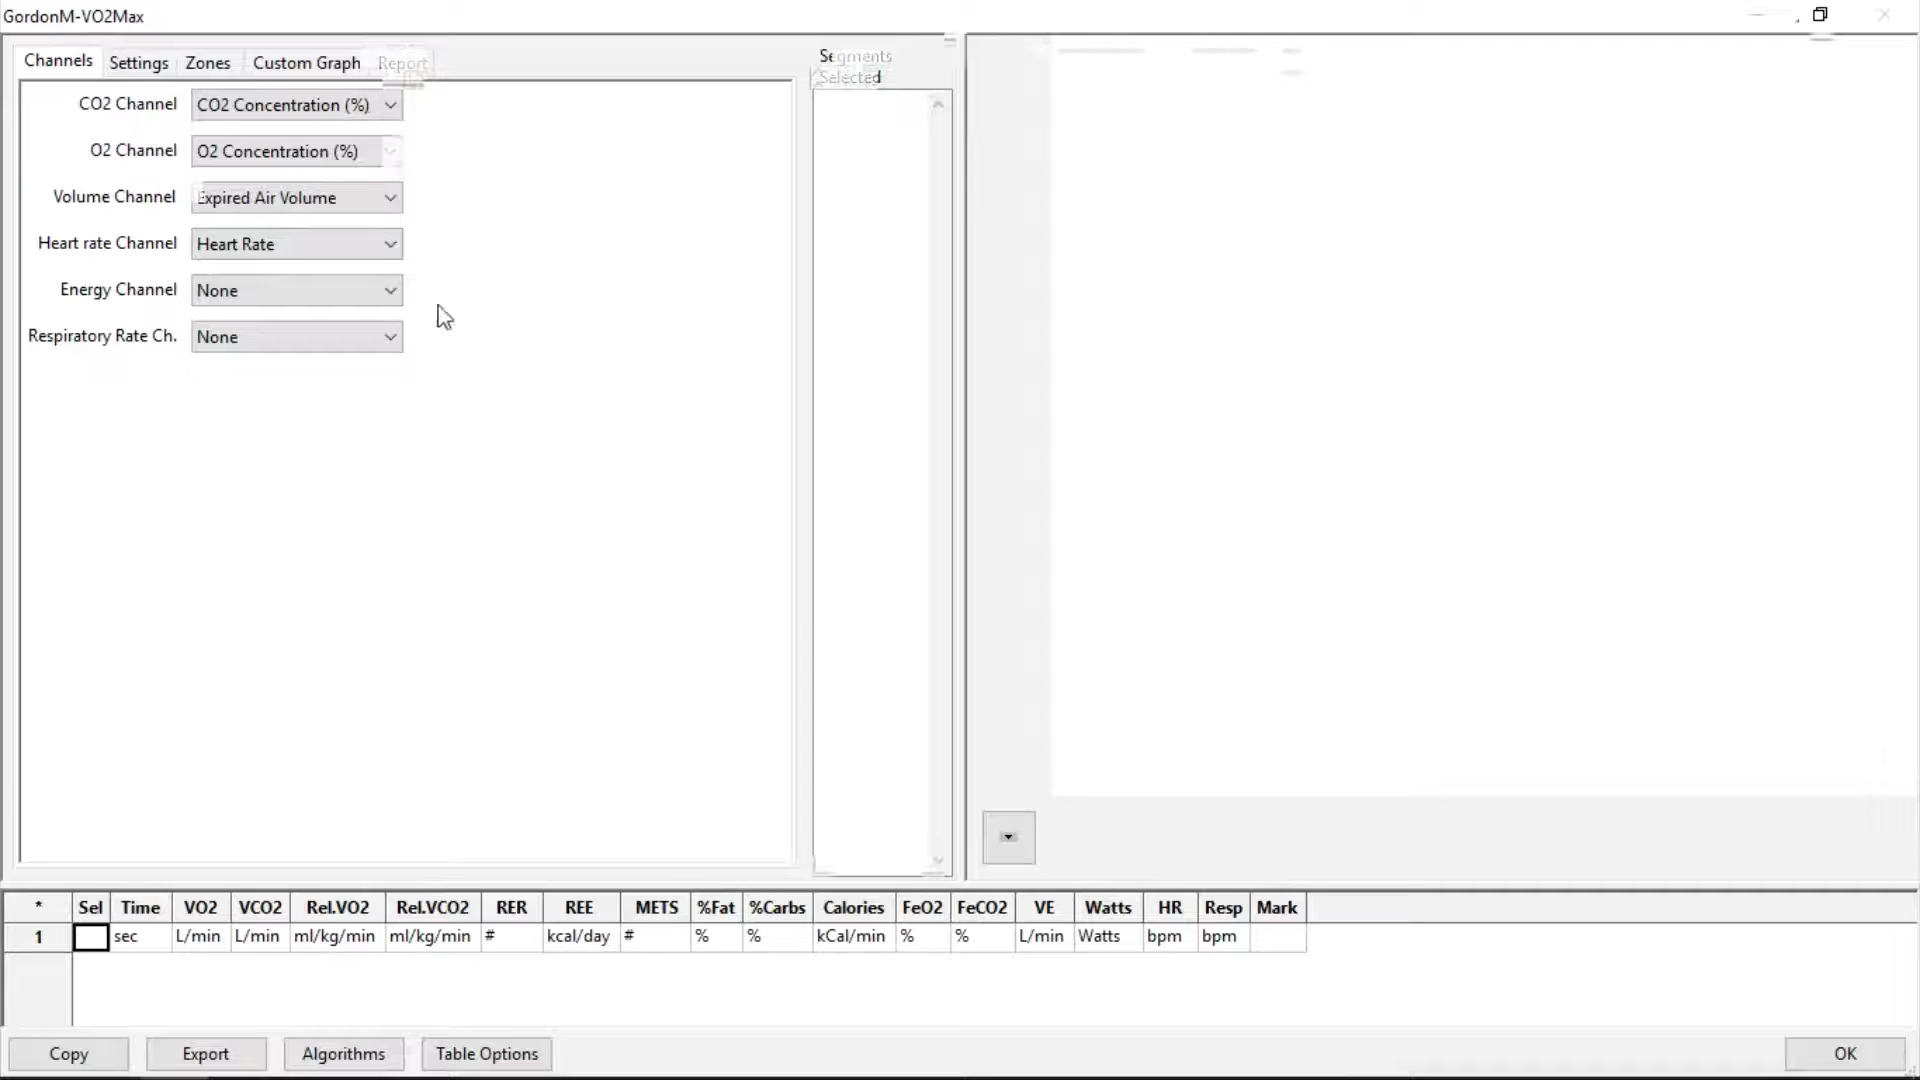 GordonM-VO2Max
Channels Settings Zones Custom Graph Report
Segments
Selected
CO2 Channel CO2 Concentration (%)
O2 Channel O2 Concentration (%)
Volume Channel Expired Air Volume
Heart rate Channel Heart Rate
Energy Channel None
Respiratory Rate Ch. None
* Sel Time VO2 VCO2 Rel.VO2 Rel.VCO2 RER REE METS %Fat %Carbs Calories FeO2 FeCO2 VE Watts HR Resp Mark
1 sec L/min L/min ml/kg/min ml/kg/min # kcal/day # % % kCal/min % % L/min Watts bpm bpm
Copy Export Algorithms Table Options OK